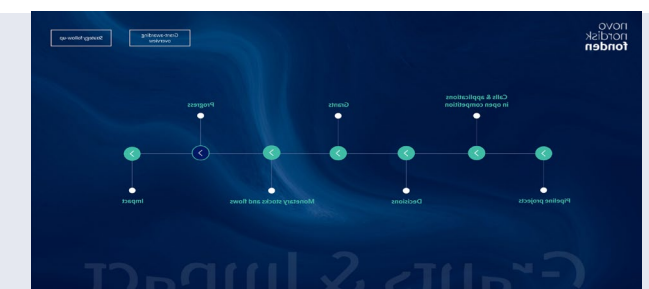 novo
nordisk
fonden
Grant-awarding
overview
Strategy follow-up
Calls & applications
in open competition
Grants
Progress
Pipeline projects
Decisions
Monetary stocks and flows
Impact
Grants & Impact